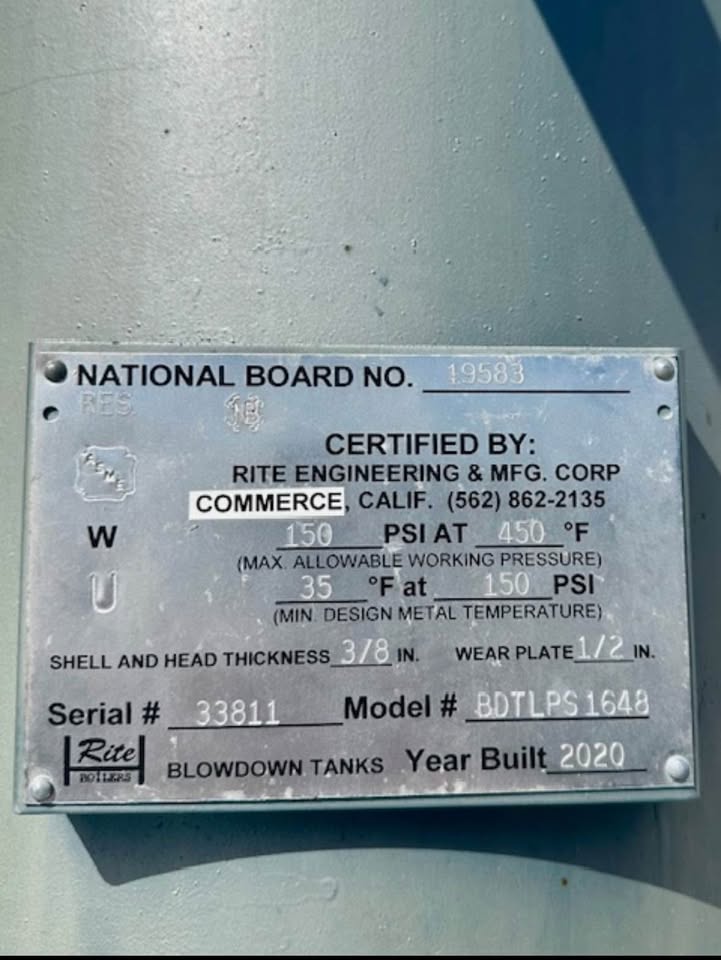 NATIONAL BOARD NO. 19583
RES. NB
CERTIFIED BY:
RITE ENGINEERING & MFG. CORP
COMMERCE, CALIF. (562) 862-2135
W 150 PSI AT 450 °F
(MAX. ALLOWABLE WORKING PRESSURE)
U 35 °F at 150 PSI
(MIN. DESIGN METAL TEMPERATURE)
SHELL AND HEAD THICKNESS 3/8 IN. WEAR PLATE 1/2 IN.
Serial # 33811 Model # BDTLPS1648
Rite
BOILERS
BLOWDOWN TANKS Year Built 2020